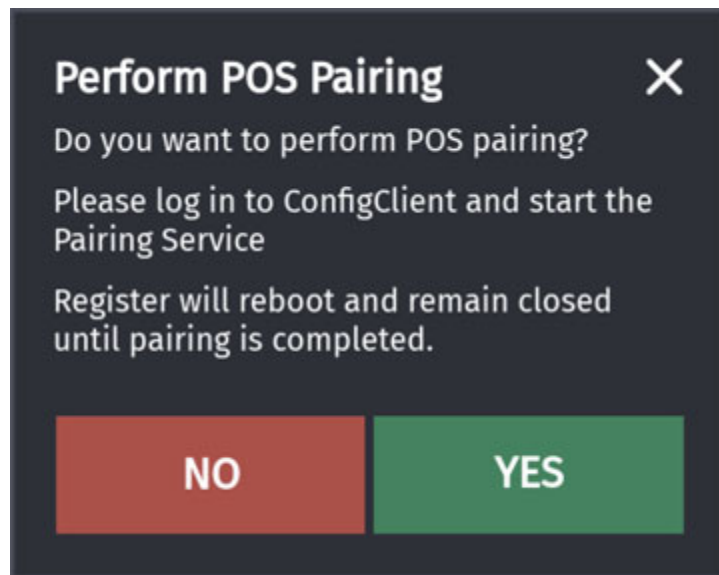 Perform POS Pairing
Do you want to perform POS pairing?
Please log in to ConfigClient and start the
Pairing Service
Register will reboot and remain closed
until pairing is completed.
NO
YES